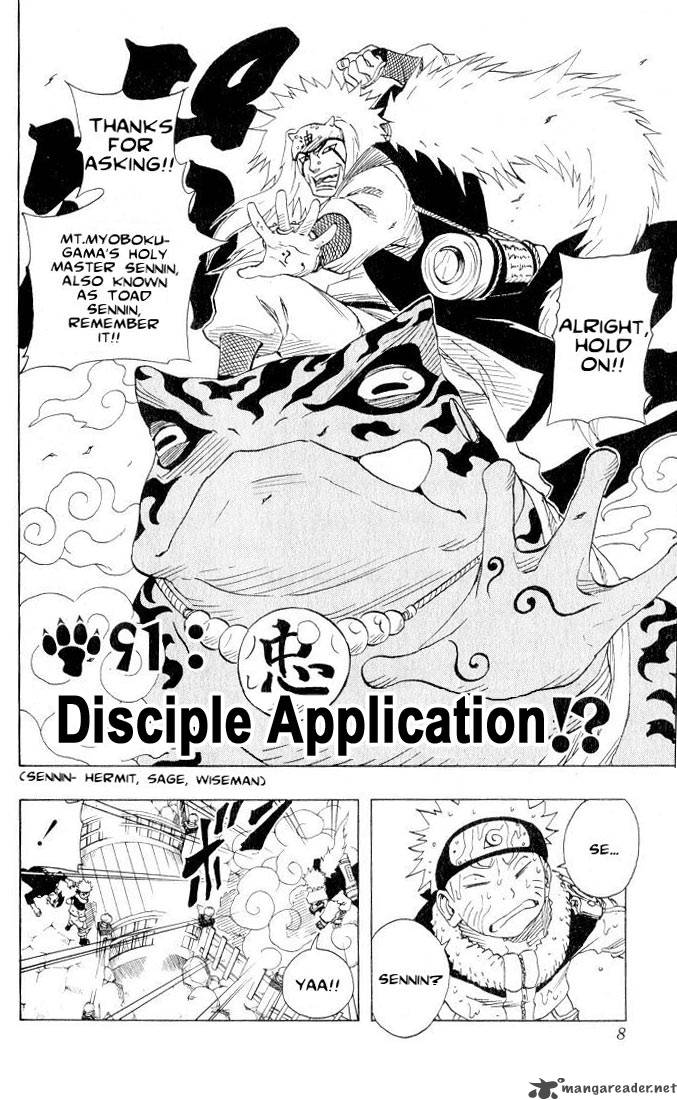 ALRIGHT,
HOLD
ON!!
THANKS
FOR
ASKING!!
MT.MYOBOKU-
GAMA'S HOLY
MASTER SENNIN,
ALSO KNOWN
AS TOAD
SENNIN,
REMEMBER
IT!!
油
忠
91:
Disciple Application!?
(SENNIN- HERMIT, SAGE, WISEMAN)
SE...
SENNIN?
!
YAA!!
8
mangareader.net